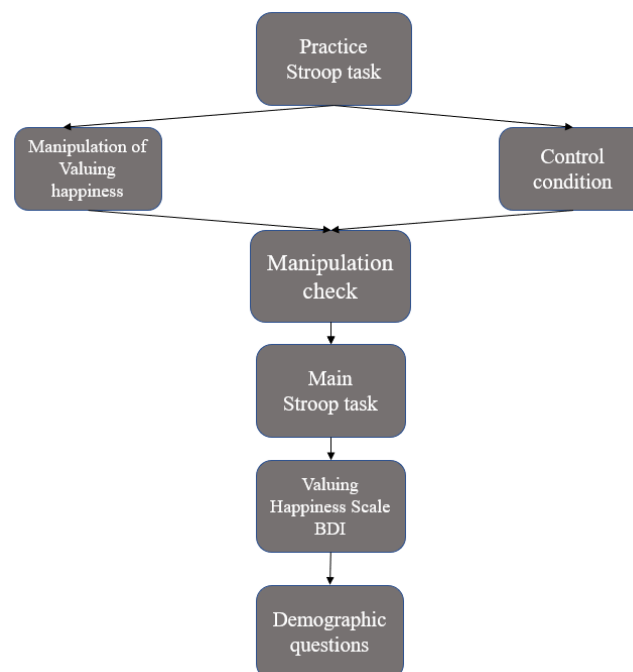 Practice
Stroop task
Manipulation of
Valuing
happiness
Control
condition
Manipulation
check
Main
Stroop task
Valuing
Happiness Scale
BDI
Demographic
questions